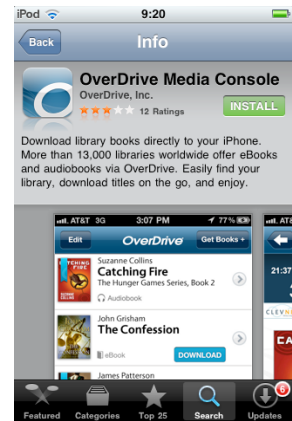 iPod 9:20
Back Info
OverDrive Media Console
OverDrive, Inc.
12 Ratings INSTALL
Download library books directly to your iPhone.
More than 13,000 libraries worldwide offer eBooks
and audiobooks via OverDrive. Easily find your
library, download titles on the go, and enjoy.
AT&T 3G 3:07 PM 77%
Edit OverDrive Get Books +
Suzanne Collins
Catching Fire
The Hunger Games Series, Book 2
Audiobook
21:37
John Grisham
The Confession
eBook DOWNLOAD
James Patterson
Featured Categories Top 25 Search Updates
6